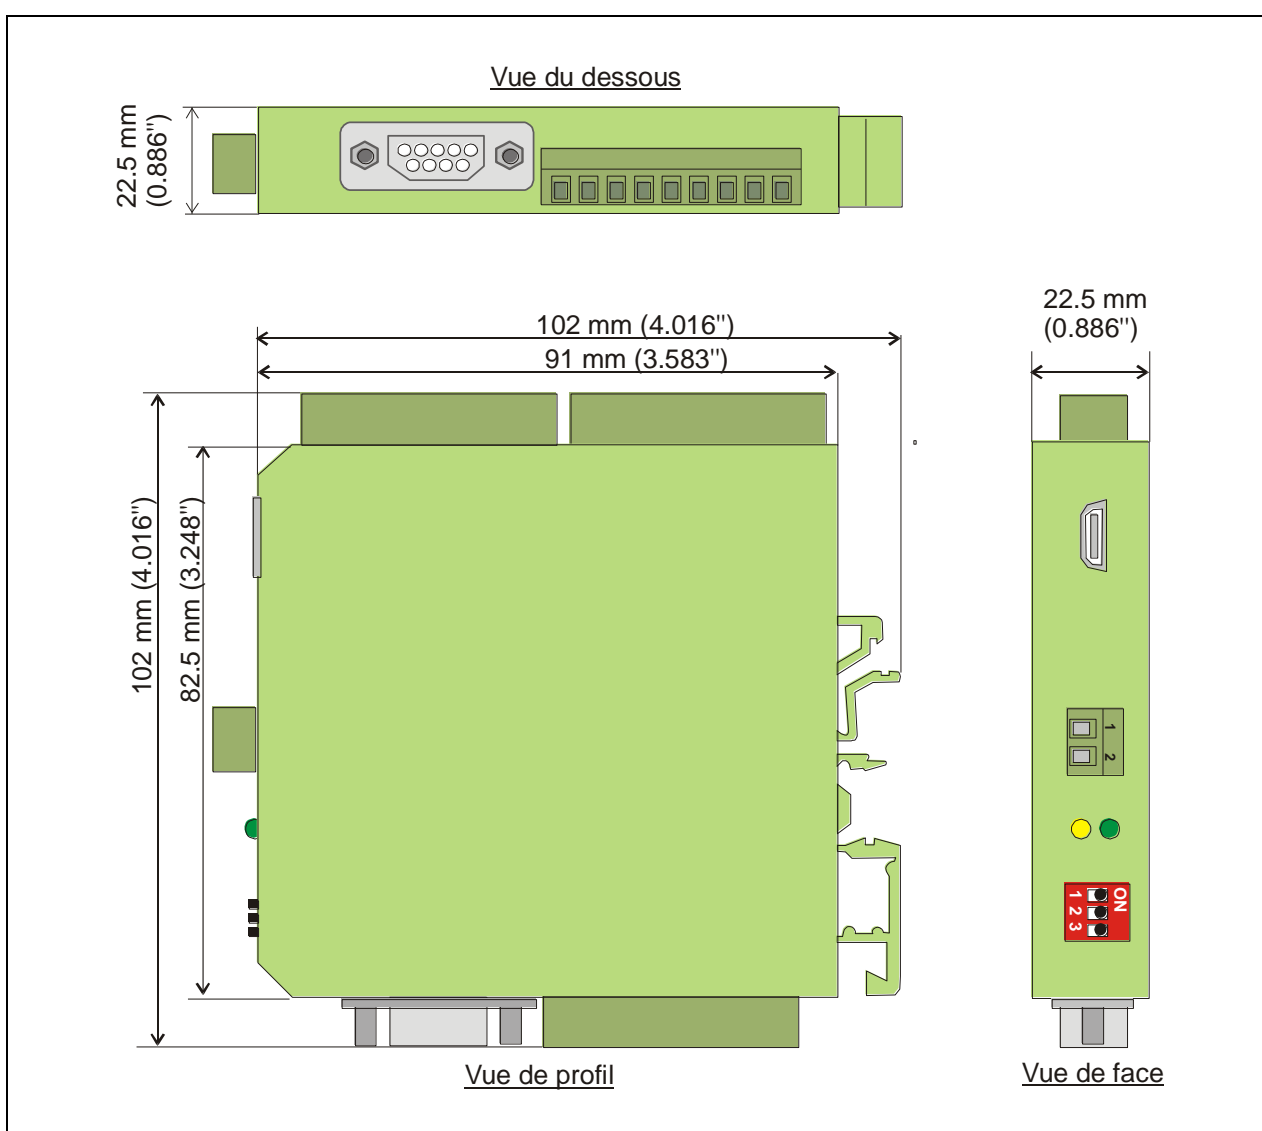 Vue du dessous
22.5 mm
(0.886")
102 mm (4.016")
91 mm (3.583")
22.5 mm
(0.886")
102 mm (4.016")
82.5 mm (3.248")
1
2
ON
1 2 3
Vue de profil
Vue de face